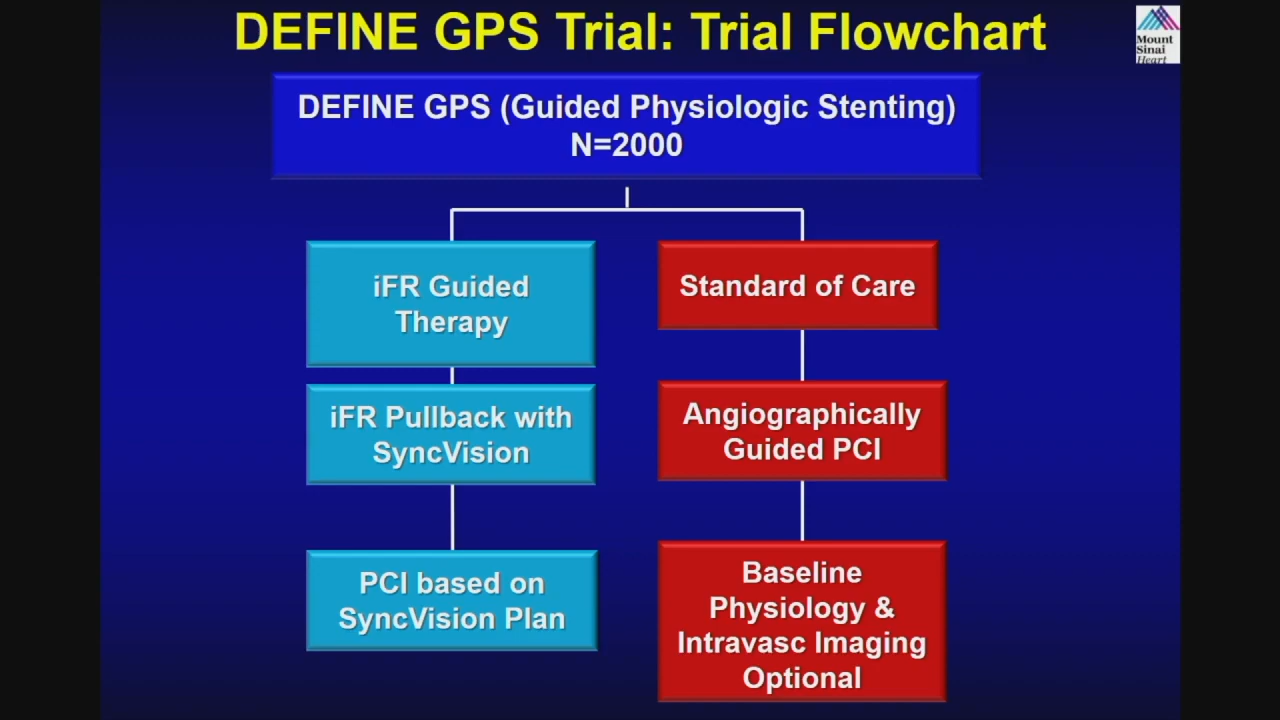 DEFINE GPS Trial: Trial Flowchart
Mount
Sinai
Heart
DEFINE GPS (Guided Physiologic Stenting)
N=2000
iFR Guided
Therapy
iFR Pullback with
SyncVision
PCI based on
SyncVision Plan
Standard of Care
Angiographically
Guided PCI
Baseline
Physiology &
Intravasc Imaging
Optional